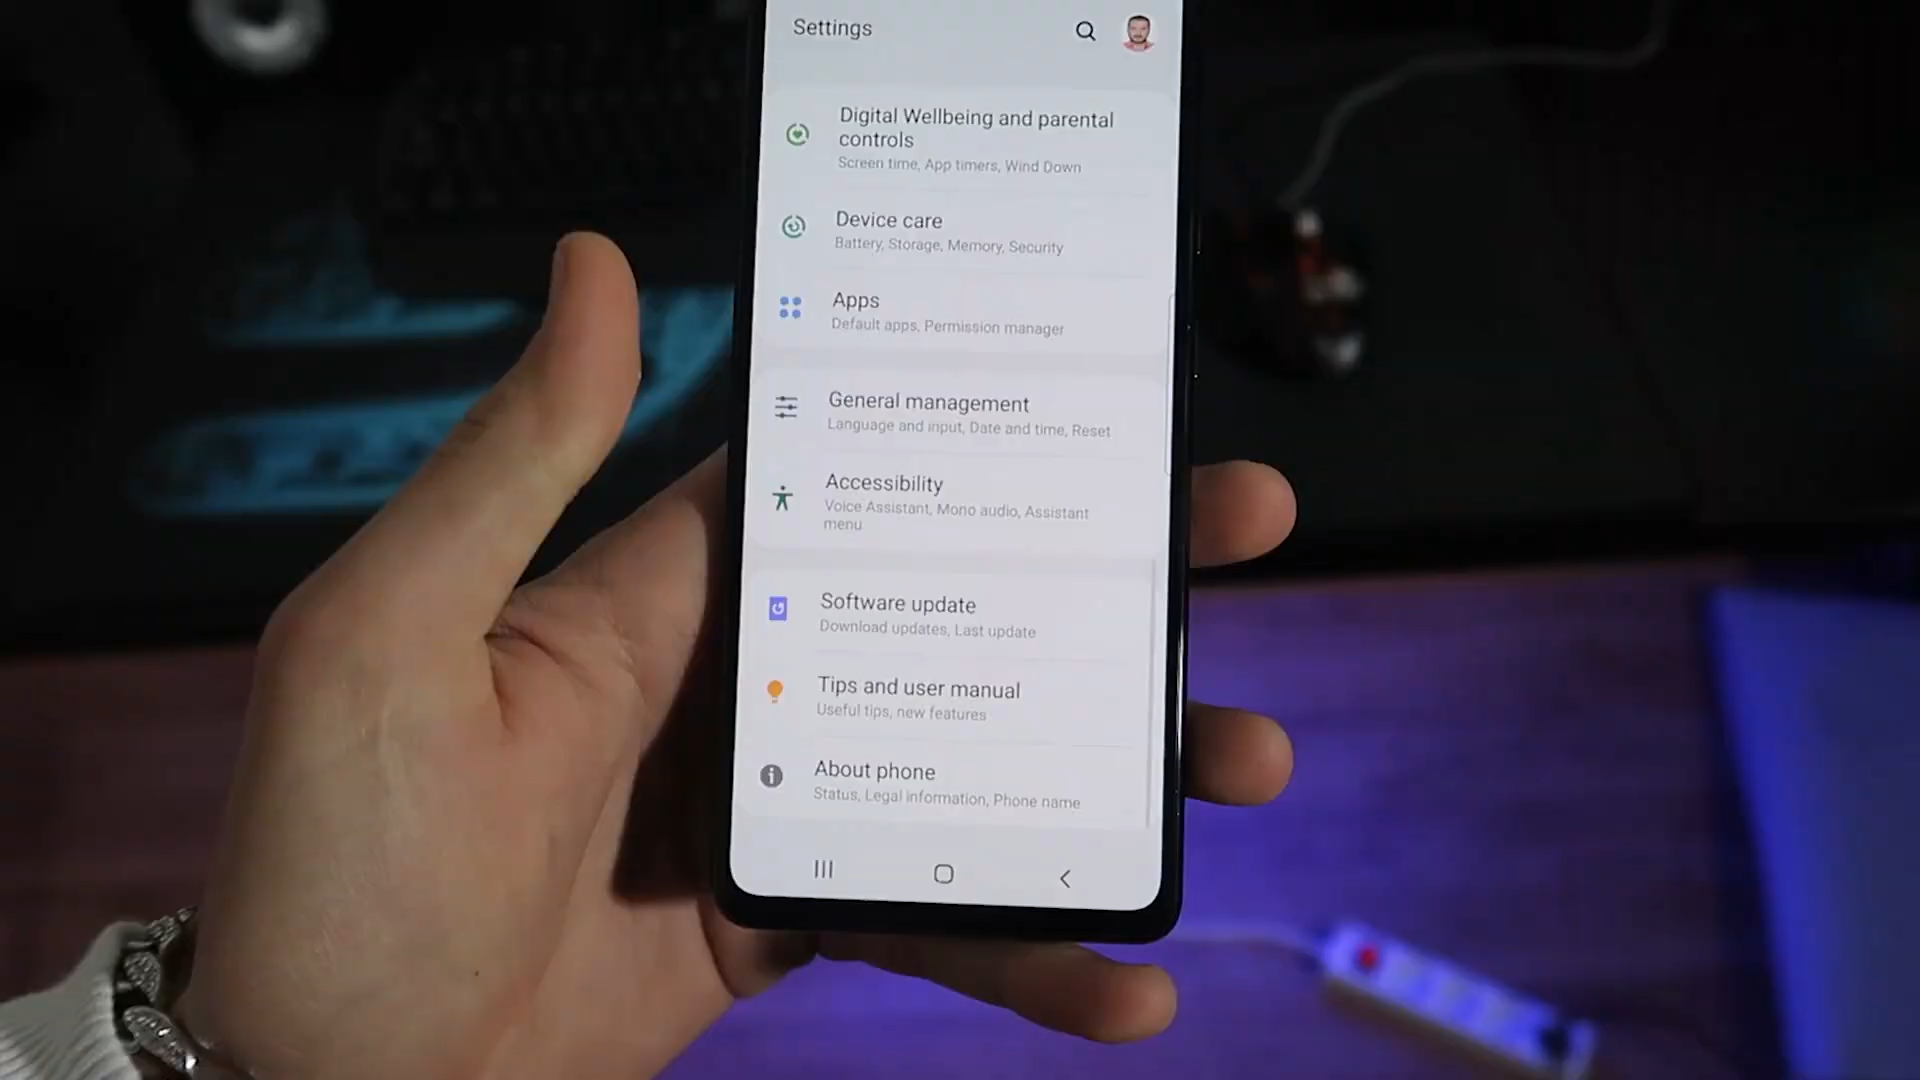 Settings
Digital Wellbeing and parental
controls
Screen time, App timers, Wind Down
Device care
Battery, Storage, Memory, Security
Apps
Default apps, Permission manager
General management
Language and input, Date and time, Reset
Accessibility
Voice Assistant, Mono audio, Assistant
menu
Software update
Download updates, Last update
Tips and user manual
Useful tips, new features
About phone
Status, Legal information, Phone name